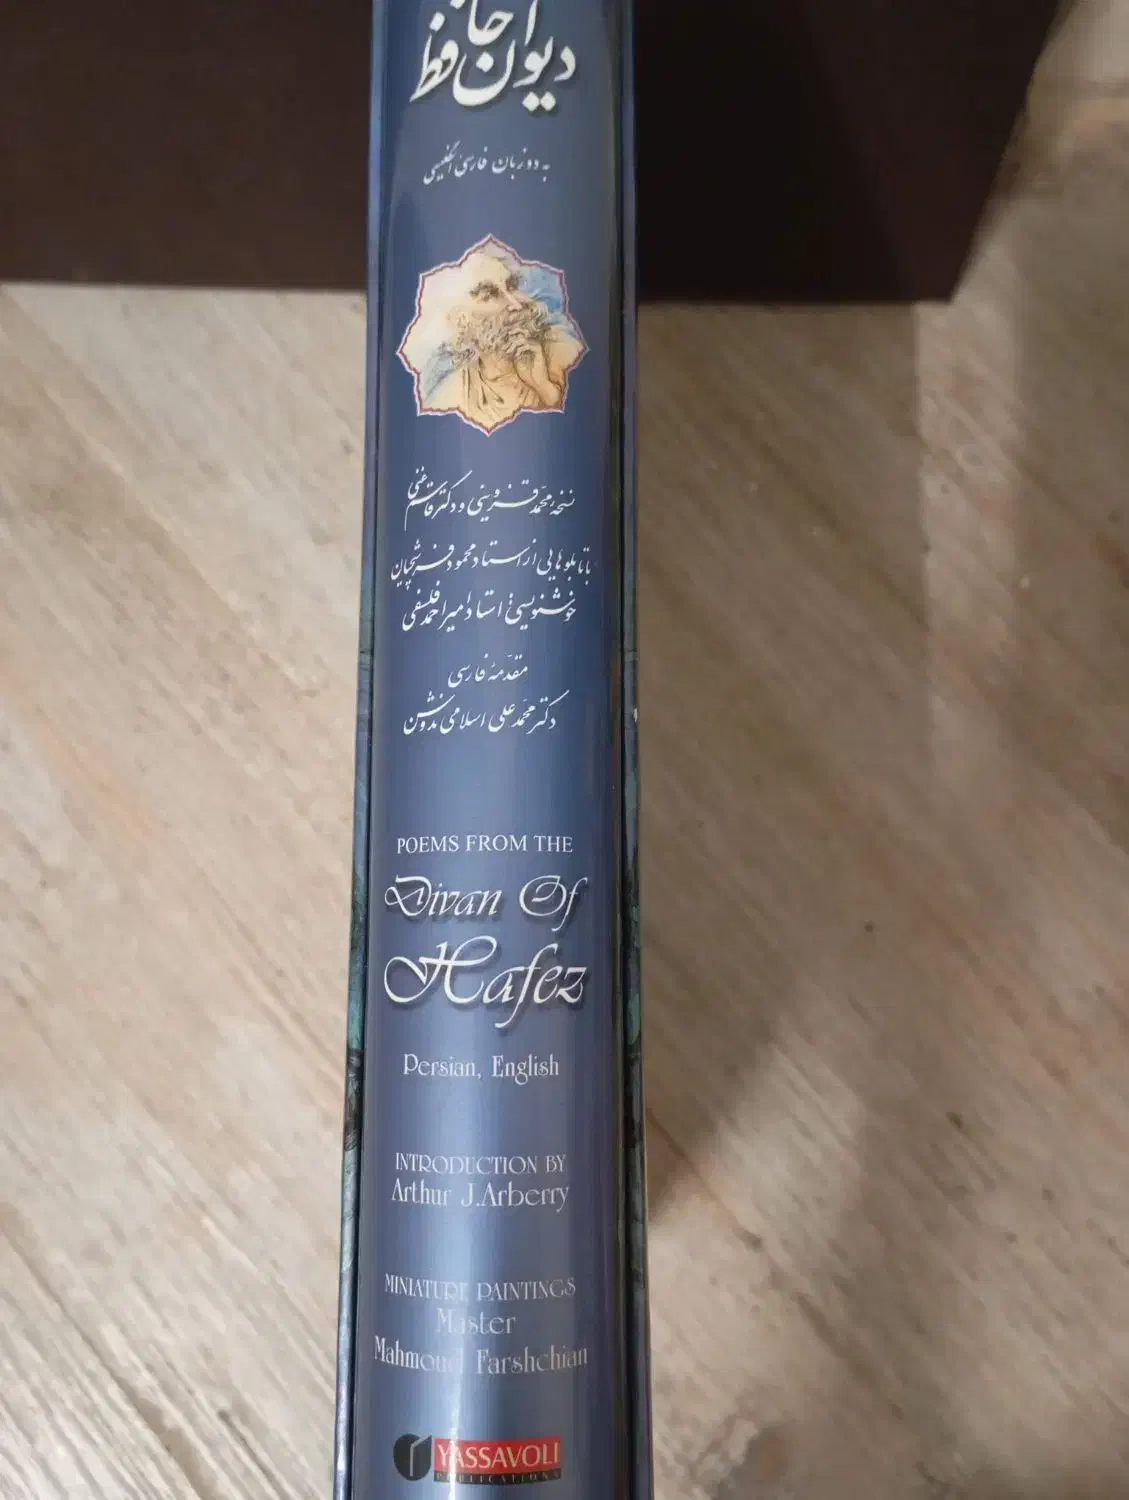 دیوان حافظ
به دو زبان فارسی انگلیسی
نسخهٔ محمد قزوینی و دکتر قاسم غنی
با تابلوهایی از استاد محمود فرشچیان
خوشنویسی استاد امیر احمد فلسفی
مقدمهٔ فارسی
دکتر محمدعلی اسلامی ندوشن
POEMS FROM THE
Divan Of
Hafez
Persian, English
INTRODUCTION BY
Arthur J.Arberry
MINIATURE PAINTINGS
Master
Mahmoud Farshchian
YASSAVOLI
PUBLICATIONS